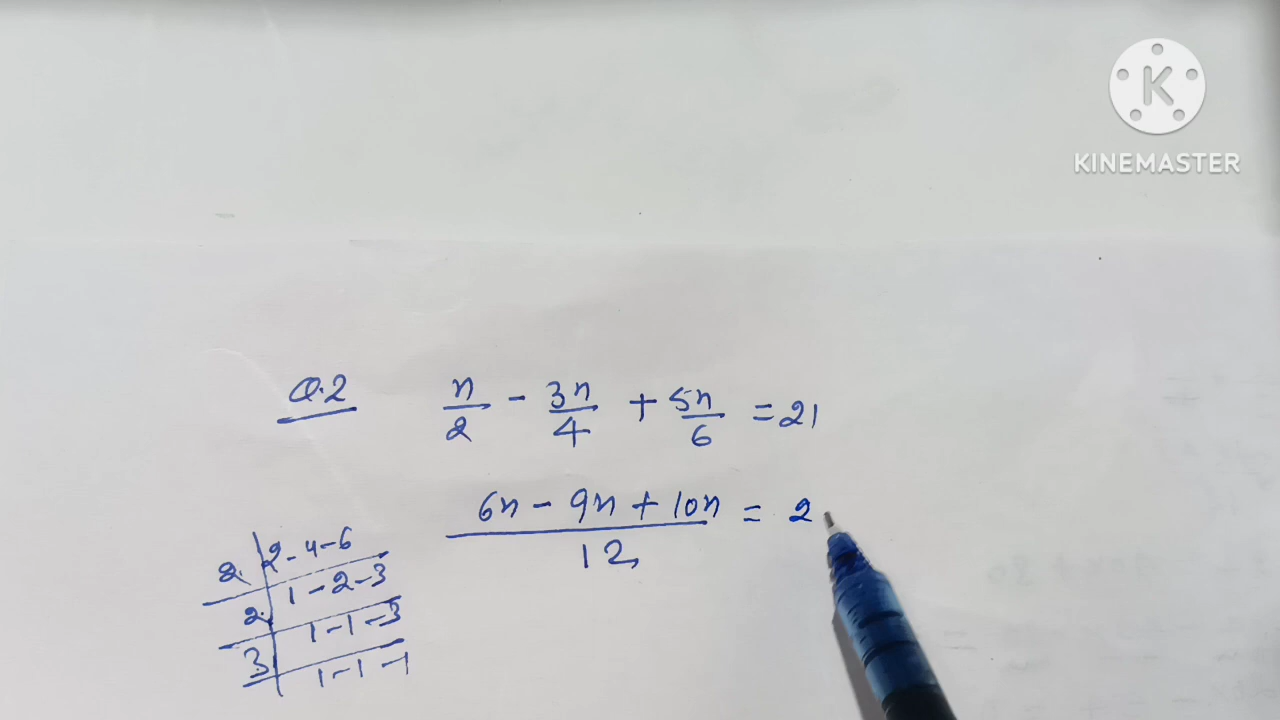 KINEMASTER
Q.2 n/2 - 3n/4 + 5n/6 = 21
(6n - 9n + 10n)/12 = 2
2 | 2-4-6
2 | 1-2-3
3 | 1-1-3
1-1-1